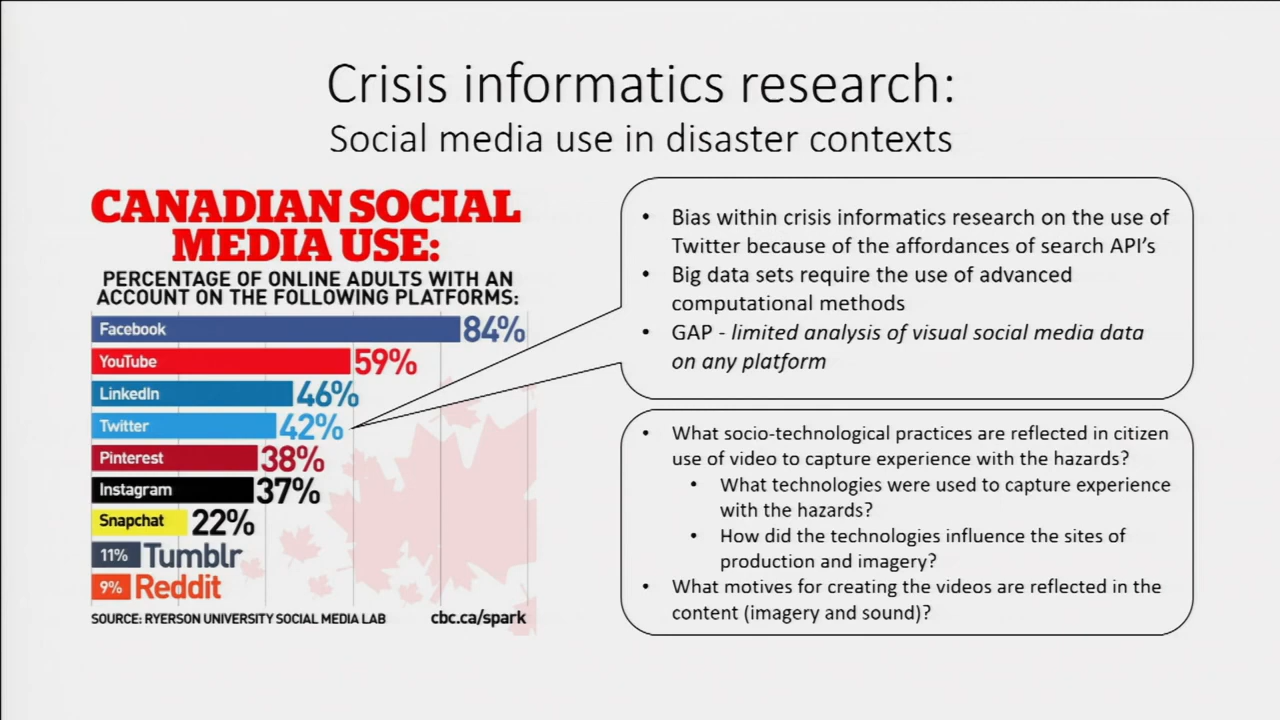 Crisis informatics research:
Social media use in disaster contexts
CANADIAN SOCIAL
MEDIA USE:
PERCENTAGE OF ONLINE ADULTS WITH AN
ACCOUNT ON THE FOLLOWING PLATFORMS:
Facebook 84%
YouTube 59%
LinkedIn 46%
Twitter 42%
Pinterest 38%
Instagram 37%
Snapchat 22%
11% Tumblr
9% Reddit
SOURCE: RYERSON UNIVERSITY SOCIAL MEDIA LAB cbc.ca/spark
• Bias within crisis informatics research on the use of
Twitter because of the affordances of search API's
• Big data sets require the use of advanced
computational methods
• GAP - limited analysis of visual social media data
on any platform
• What socio-technological practices are reflected in citizen
use of video to capture experience with the hazards?
• What technologies were used to capture experience
with the hazards?
• How did the technologies influence the sites of
production and imagery?
• What motives for creating the videos are reflected in the
content (imagery and sound)?